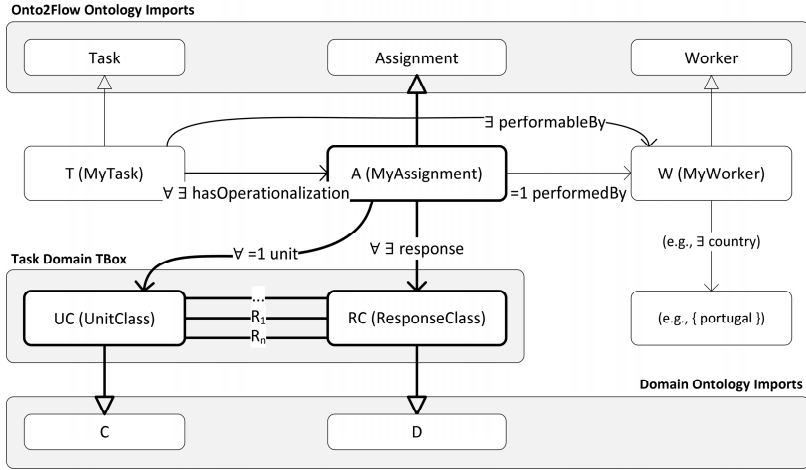 Onto2Flow Ontology Imports
Task
Assignment
Worker
∃ performableBy
T (MyTask)
A (MyAssignment)
W (MyWorker)
∀ ∃ hasOperationalization
=1 performedBy
∀ =1 unit
∀ ∃ response
(e.g., ∃ country)
Task Domain TBox
UC (UnitClass)
...
R1
Rn
RC (ResponseClass)
(e.g., { portugal })
Domain Ontology Imports
C
D